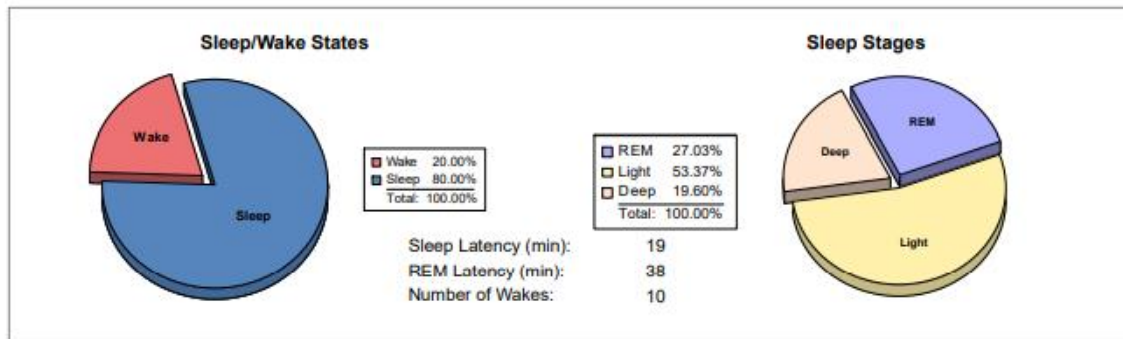 Sleep/Wake States
Wake
Sleep
Wake 20.00%
Sleep 80.00%
Total: 100.00%
Sleep Stages
REM
Deep
Light
REM 27.03%
Light 53.37%
Deep 19.60%
Total: 100.00%
Sleep Latency (min): 19
REM Latency (min): 38
Number of Wakes: 10